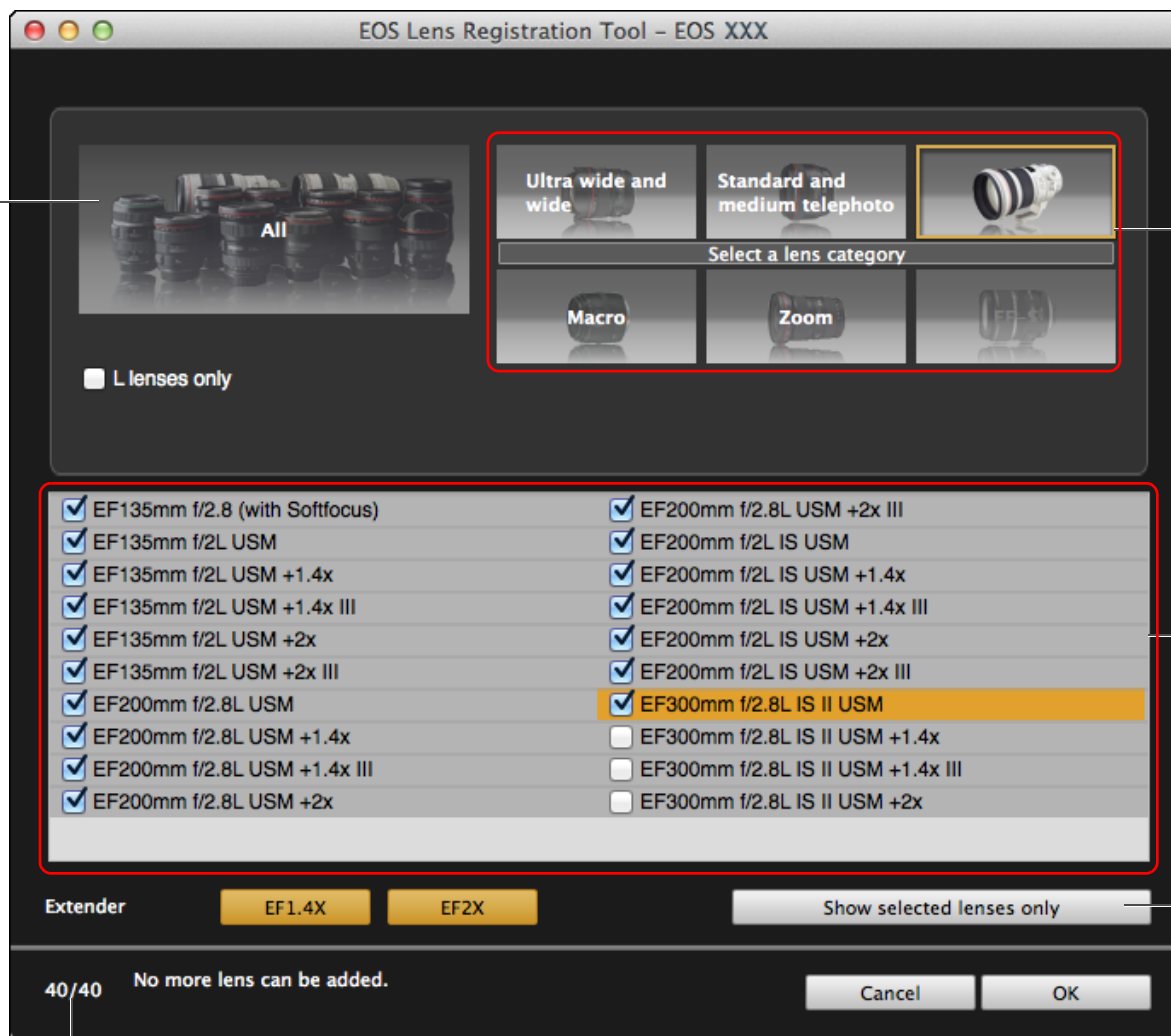 EOS Lens Registration Tool – EOS XXX
All
Ultra wide and
wide
Standard and
medium telephoto
Select a lens category
Macro
Zoom
EF-S
L lenses only
EF135mm f/2.8 (with Softfocus)
EF135mm f/2L USM
EF135mm f/2L USM +1.4x
EF135mm f/2L USM +1.4x III
EF135mm f/2L USM +2x
EF135mm f/2L USM +2x III
EF200mm f/2.8L USM
EF200mm f/2.8L USM +1.4x
EF200mm f/2.8L USM +1.4x III
EF200mm f/2.8L USM +2x
EF200mm f/2.8L USM +2x III
EF200mm f/2L IS USM
EF200mm f/2L IS USM +1.4x
EF200mm f/2L IS USM +1.4x III
EF200mm f/2L IS USM +2x
EF200mm f/2L IS USM +2x III
EF300mm f/2.8L IS II USM
EF300mm f/2.8L IS II USM +1.4x
EF300mm f/2.8L IS II USM +1.4x III
EF300mm f/2.8L IS II USM +2x
Extender
EF1.4X
EF2X
Show selected lenses only
40/40
No more lens can be added.
Cancel
OK